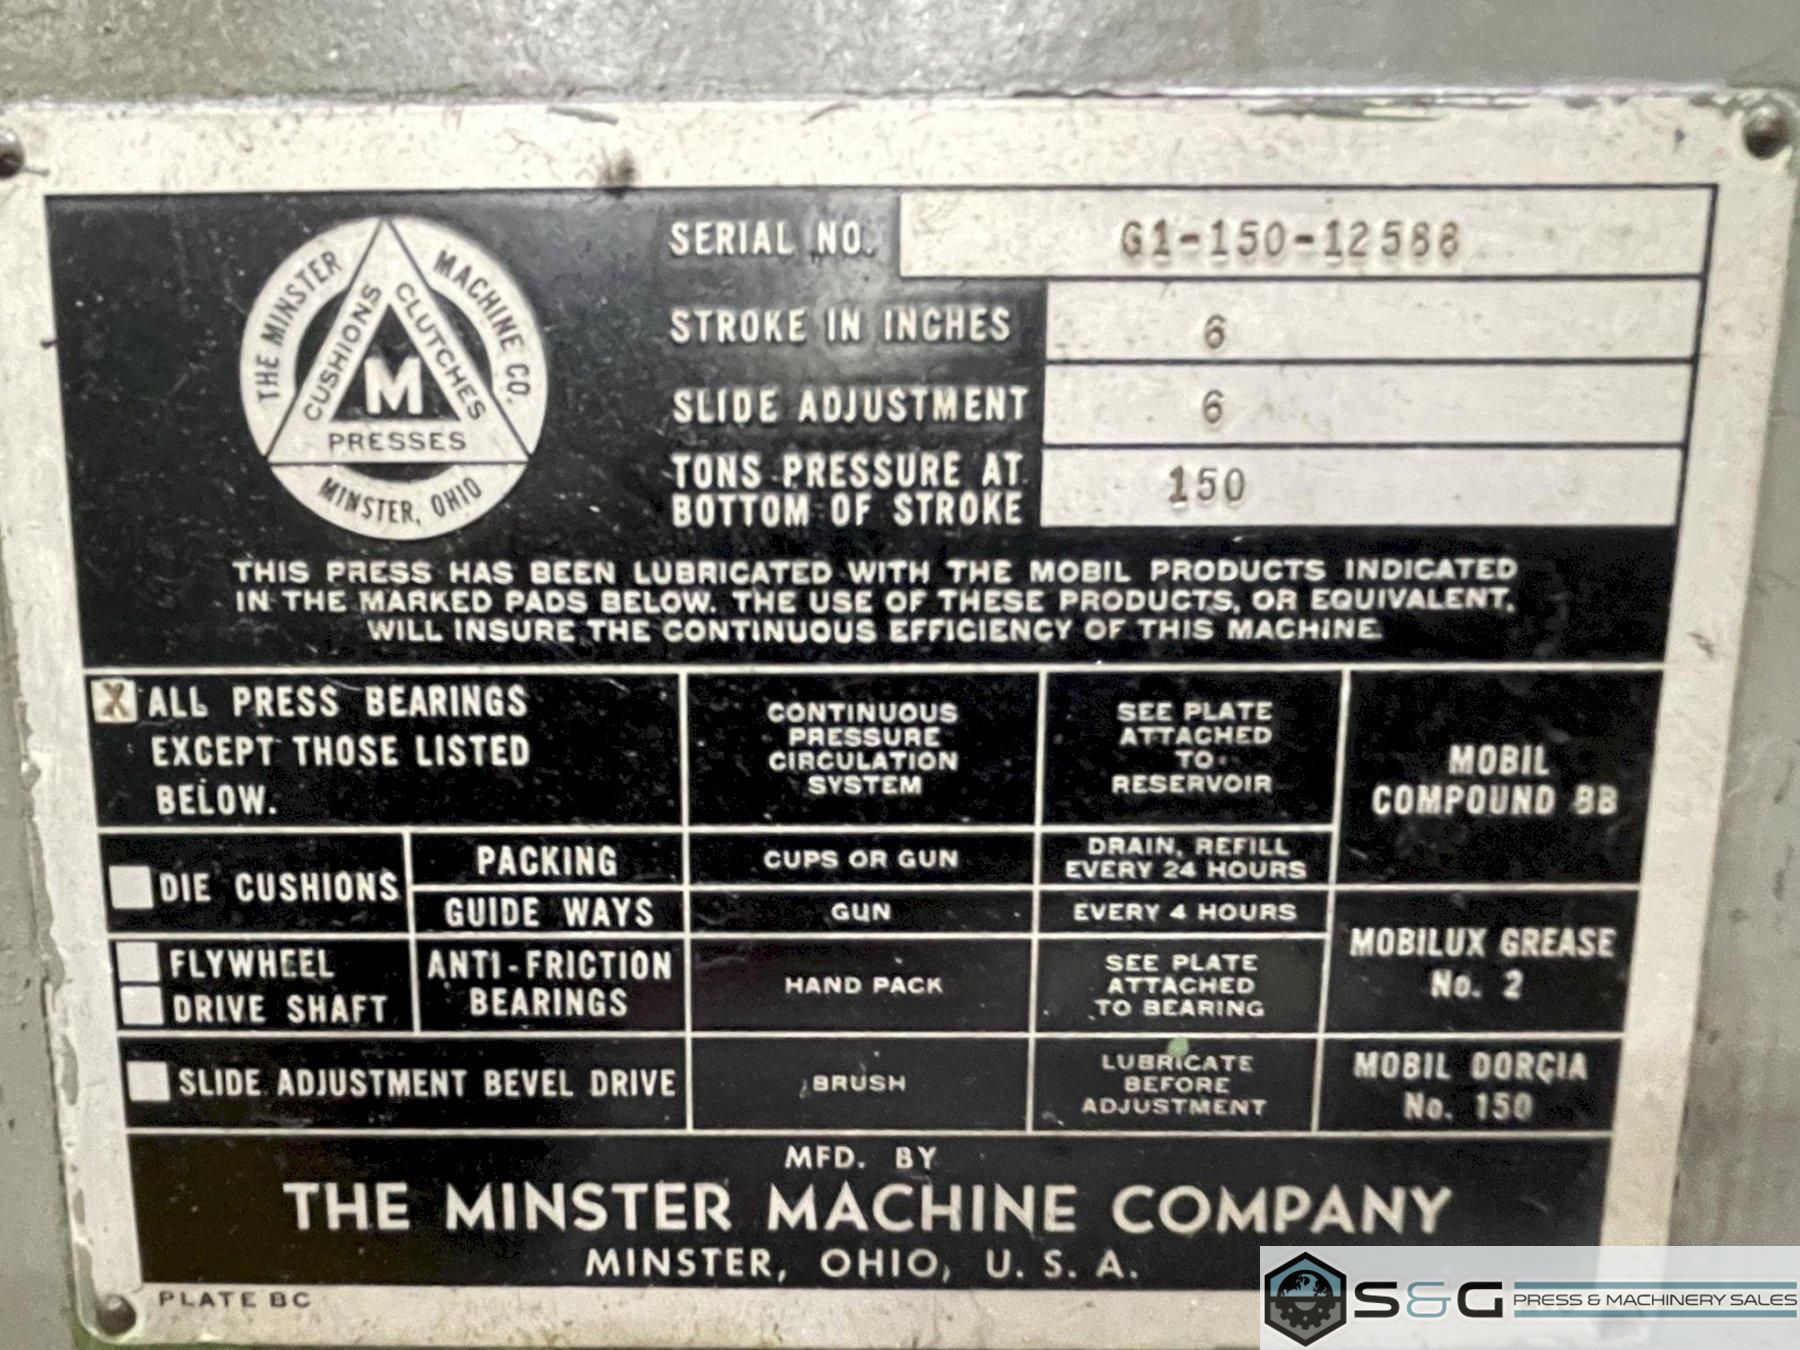 THE MINSTER MACHINE CO.
CUSHIONS CLUTCHES
M
PRESSES
MINSTER, OHIO
SERIAL NO. G1-150-12588
STROKE IN INCHES 6
SLIDE ADJUSTMENT 6
TONS PRESSURE AT
BOTTOM OF STROKE 150
THIS PRESS HAS BEEN LUBRICATED WITH THE MOBIL PRODUCTS INDICATED
IN THE MARKED PADS BELOW. THE USE OF THESE PRODUCTS, OR EQUIVALENT,
WILL INSURE THE CONTINUOUS EFFICIENCY OF THIS MACHINE.
X ALL PRESS BEARINGS
EXCEPT THOSE LISTED
BELOW.
CONTINUOUS
PRESSURE
CIRCULATION
SYSTEM
SEE PLATE
ATTACHED
TO
RESERVOIR
MOBIL
COMPOUND BB
DIE CUSHIONS
PACKING
CUPS OR GUN
DRAIN, REFILL
EVERY 24 HOURS
GUIDE WAYS
GUN
EVERY 4 HOURS
MOBILUX GREASE
No. 2
FLYWHEEL
DRIVE SHAFT
ANTI-FRICTION
BEARINGS
HAND PACK
SEE PLATE
ATTACHED
TO BEARING
SLIDE ADJUSTMENT BEVEL DRIVE
BRUSH
LUBRICATE
BEFORE
ADJUSTMENT
MOBIL DORCIA
No. 150
MFD. BY
THE MINSTER MACHINE COMPANY
MINSTER, OHIO, U. S. A.
PLATE BC
S&G PRESS & MACHINERY SALES